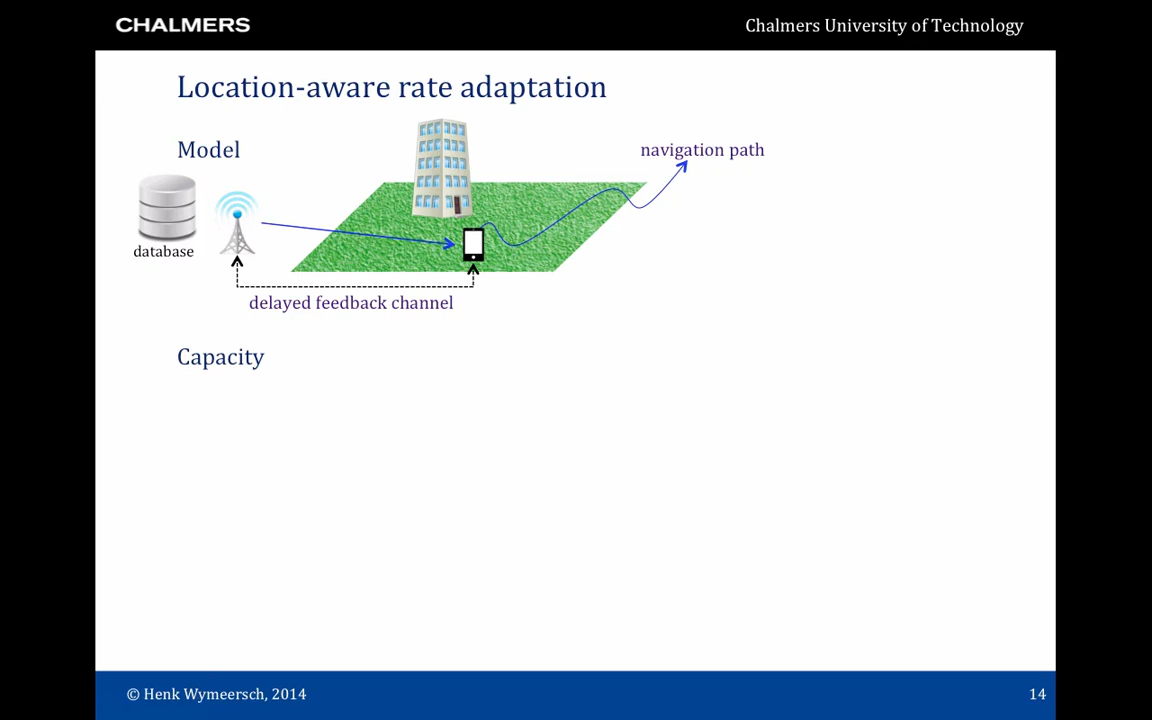 CHALMERS
Chalmers University of Technology
Location-aware rate adaptation
Model
navigation path
database
delayed feedback channel
Capacity
© Henk Wymeersch, 2014
14